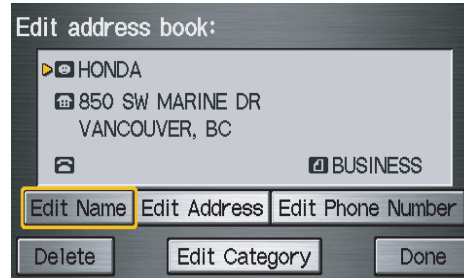 Edit address book:
HONDA
850 SW MARINE DR
VANCOUVER, BC
BUSINESS
Edit Name Edit Address Edit Phone Number
Delete Edit Category Done